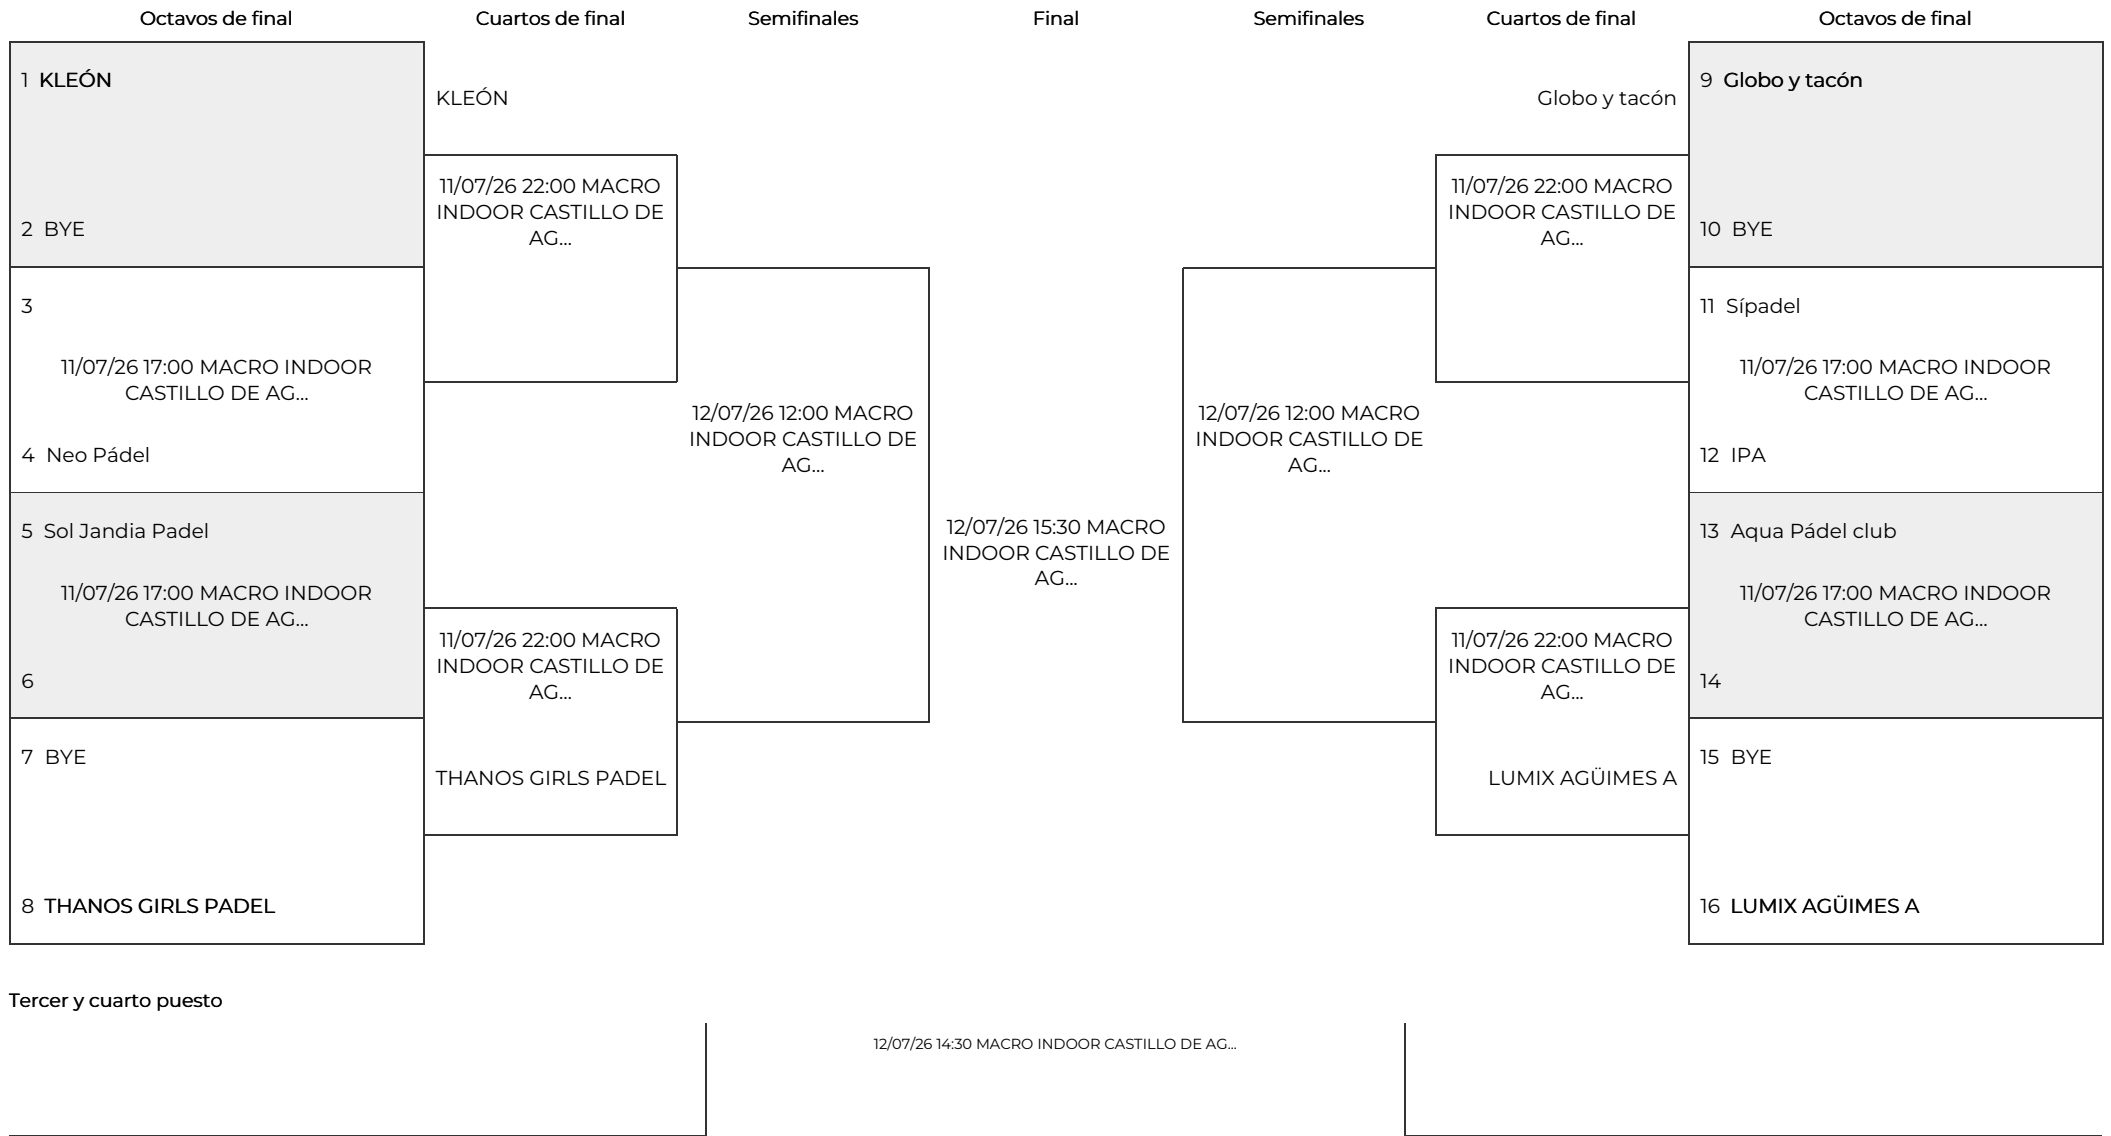 Octavos de final
Cuartos de final
Semifinales
Final
Semifinales
Cuartos de final
Octavos de final
1 KLEÓN
2 BYE
3
11/07/26 17:00 MACRO INDOOR
CASTILLO DE AG...
4 Neo Pádel
5 Sol Jandia Padel
11/07/26 17:00 MACRO INDOOR
CASTILLO DE AG...
6
7 BYE
8 THANOS GIRLS PADEL
KLEÓN
11/07/26 22:00 MACRO
INDOOR CASTILLO DE
AG...
11/07/26 22:00 MACRO
INDOOR CASTILLO DE
AG...
THANOS GIRLS PADEL
12/07/26 12:00 MACRO
INDOOR CASTILLO DE
AG...
12/07/26 15:30 MACRO
INDOOR CASTILLO DE
AG...
12/07/26 12:00 MACRO
INDOOR CASTILLO DE
AG...
Globo y tacón
11/07/26 22:00 MACRO
INDOOR CASTILLO DE
AG...
11/07/26 22:00 MACRO
INDOOR CASTILLO DE
AG...
LUMIX AGÜIMES A
9 Globo y tacón
10 BYE
11 Sípadel
11/07/26 17:00 MACRO INDOOR
CASTILLO DE AG...
12 IPA
13 Aqua Pádel club
11/07/26 17:00 MACRO INDOOR
CASTILLO DE AG...
14
15 BYE
16 LUMIX AGÜIMES A
Tercer y cuarto puesto
12/07/26 14:30 MACRO INDOOR CASTILLO DE AG...